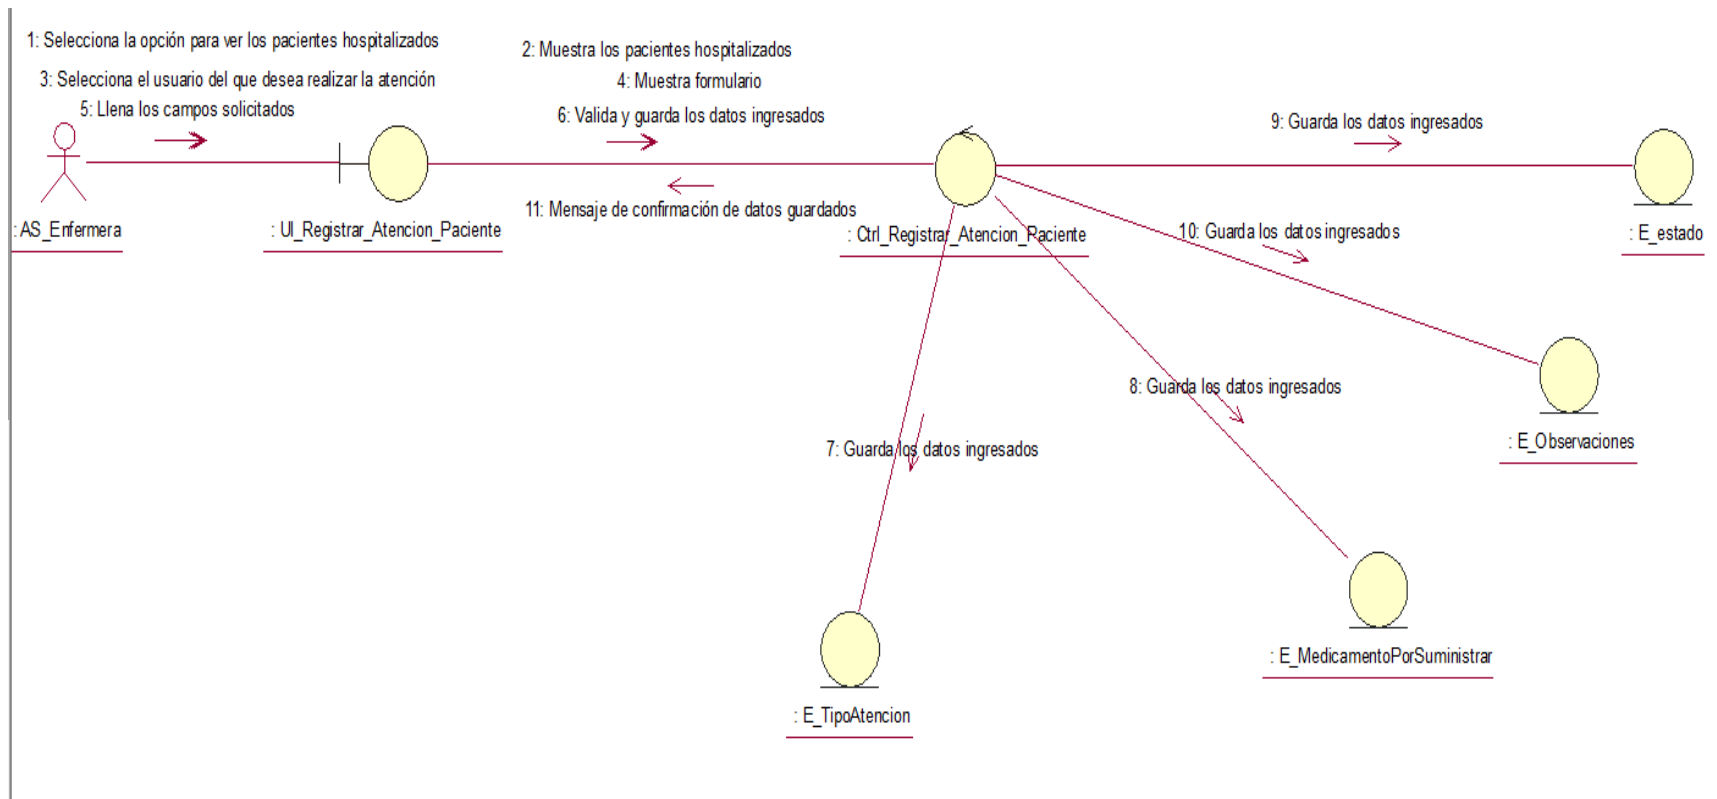 1: Selecciona la opción para ver los pacientes hospitalizados
3: Selecciona el usuario del que desea realizar la atención
5: Llena los campos solicitados
2: Muestra los pacientes hospitalizados
4: Muestra formulario
6: Valida y guarda los datos ingresados
9: Guarda los datos ingresados
11: Mensaje de confirmación de datos guardados
: AS_Enfermera
: UI_Registrar_Atencion_Paciente
: Ctrl_Registrar_Atencion_Paciente
10: Guarda los datos ingresados
: E_estado
8: Guarda los datos ingresados
: E_Observaciones
7: Guarda los datos ingresados
: E_MedicamentoPorSuministrar
: E_TipoAtencion